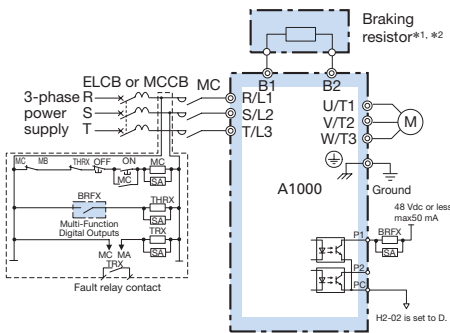 Braking
resistor*1, *2
ELCB or MCCB MC B1 B2
3-phase R R/L1 U/T1
power S S/L2 V/T2 M
supply T T/L3 W/T3
MC MB THRX OFF ON MC
MC SA
A1000
Ground
BRFX THRX
SA
Multi-Function
Digital Outputs
TRX
SA
MC MA
TRX
Fault relay contact
48 Vdc or less
max50 mA
P1 BRFX
SA
P2
PC
H2-02 is set to D.